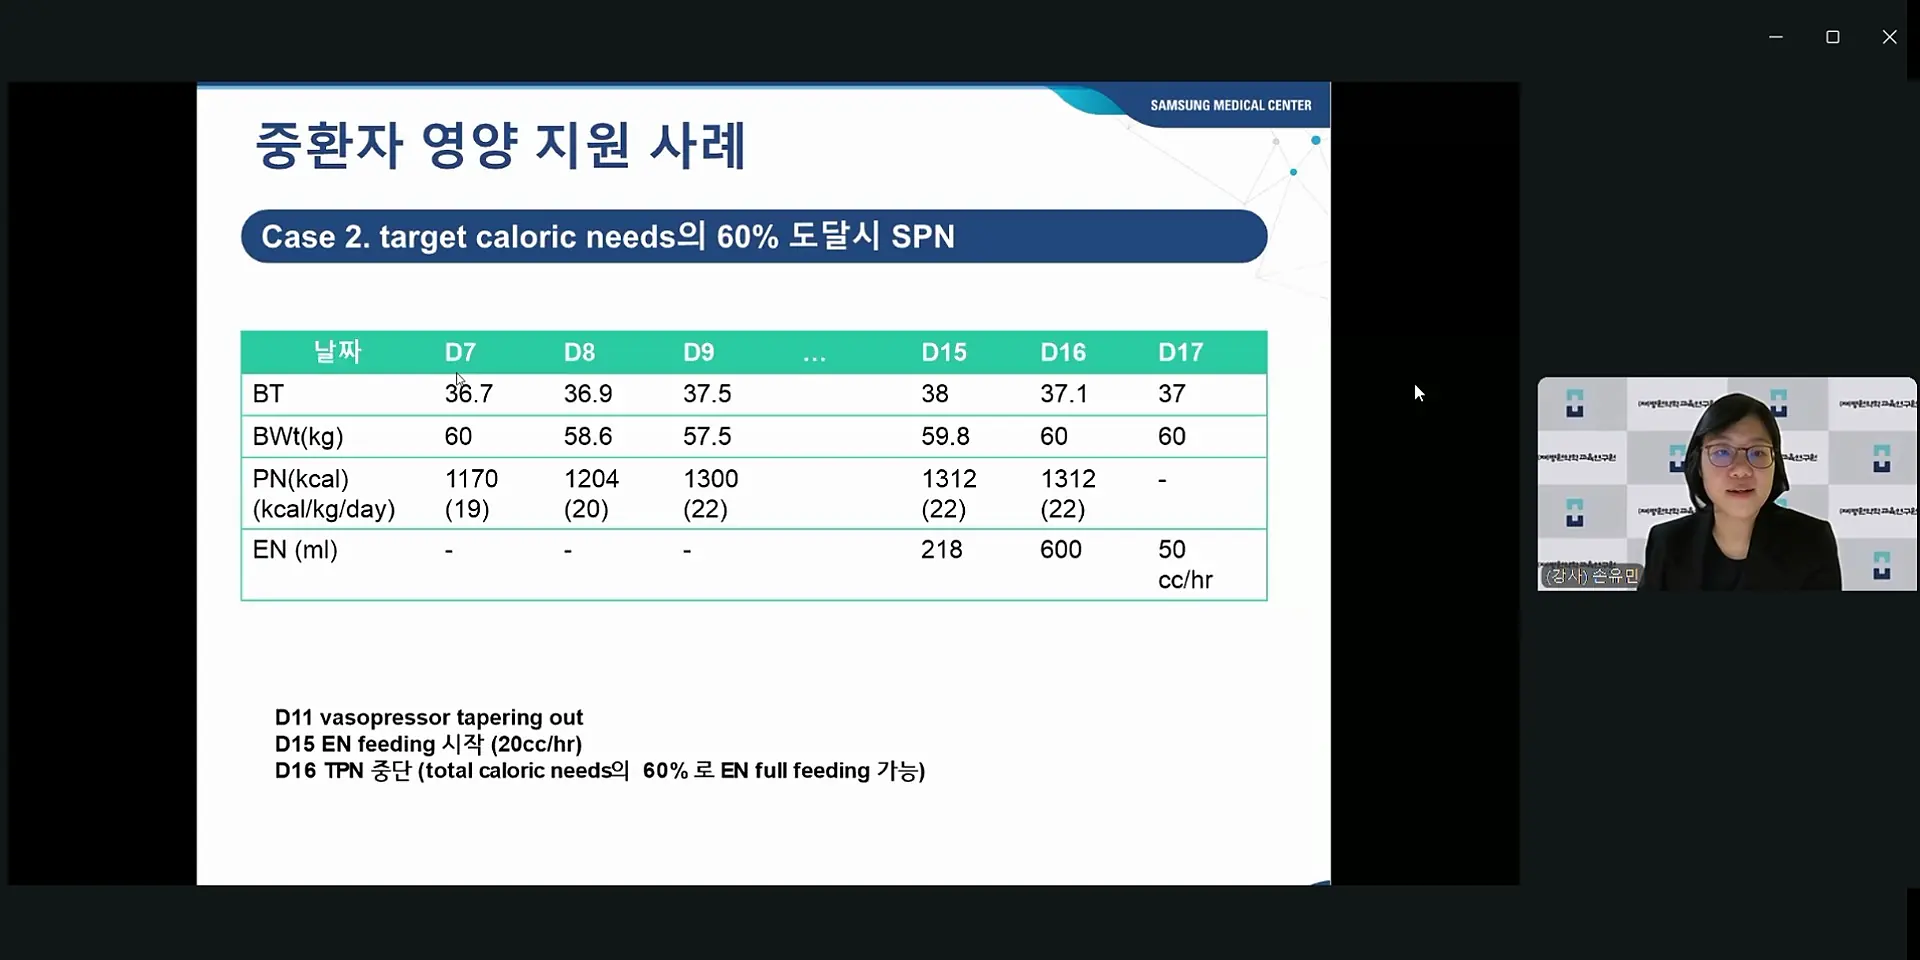 SAMSUNG MEDICAL CENTER
중환자 영양 지원 사례
Case 2. target caloric needs의 60% 도달시 SPN
날짜 D7 D8 D9 ... D15 D16 D17
BT 36.7 36.9 37.5 38 37.1 37
BWt(kg) 60 58.6 57.5 59.8 60 60
PN(kcal) 1170 1204 1300 1312 1312 -
(kcal/kg/day) (19) (20) (22) (22) (22)
EN (ml) - - - 218 600 50
cc/hr
D11 vasopressor tapering out
D15 EN feeding 시작 (20cc/hr)
D16 TPN 중단 (total caloric needs의 60% 로 EN full feeding 가능)
(강사) 손유민